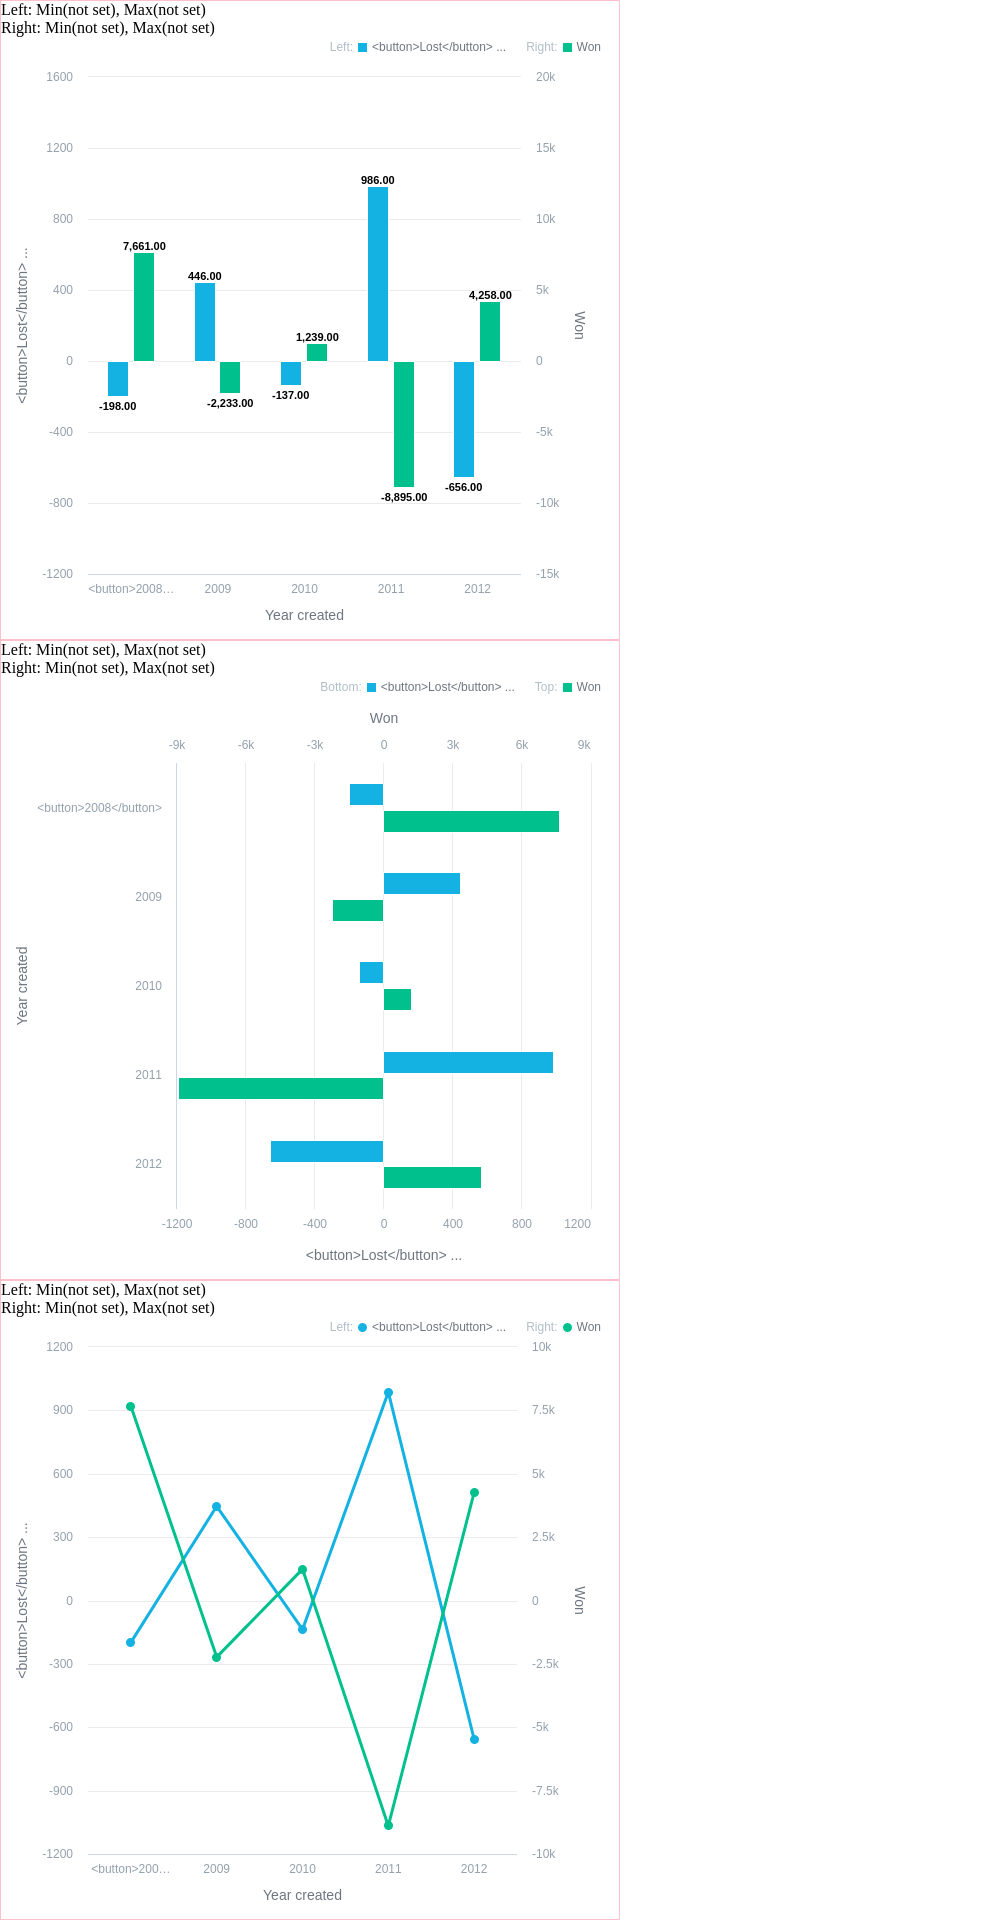 Left: Min(not set), Max(not set)
Right: Min(not set), Max(not set)
Left: <button>Lost</button> ... Right: Won
1600 20k
1200 15k
986.00
800 10k
7,661.00
446.00
400 5k
4,258.00
1,239.00
<button>Lost</button> ...
Won
0 0
-137.00
-2,233.00
-198.00
-400 -5k
-656.00
-8,895.00
-800 -10k
-1200 -15k
<button>2008… 2009 2010 2011 2012
Year created
Left: Min(not set), Max(not set)
Right: Min(not set), Max(not set)
Bottom: <button>Lost</button> ... Top: Won
Won
-9k -6k -3k 0 3k 6k 9k
<button>2008</button>
2009
2010
Year created
2011
2012
-1200 -800 -400 0 400 800 1200
<button>Lost</button> ...
Left: Min(not set), Max(not set)
Right: Min(not set), Max(not set)
Left: <button>Lost</button> ... Right: Won
1200 10k
900 7.5k
600 5k
300 2.5k
<button>Lost</button> ...
Won
0 0
-300 -2.5k
-600 -5k
-900 -7.5k
-1200 -10k
<button>200… 2009 2010 2011 2012
Year created